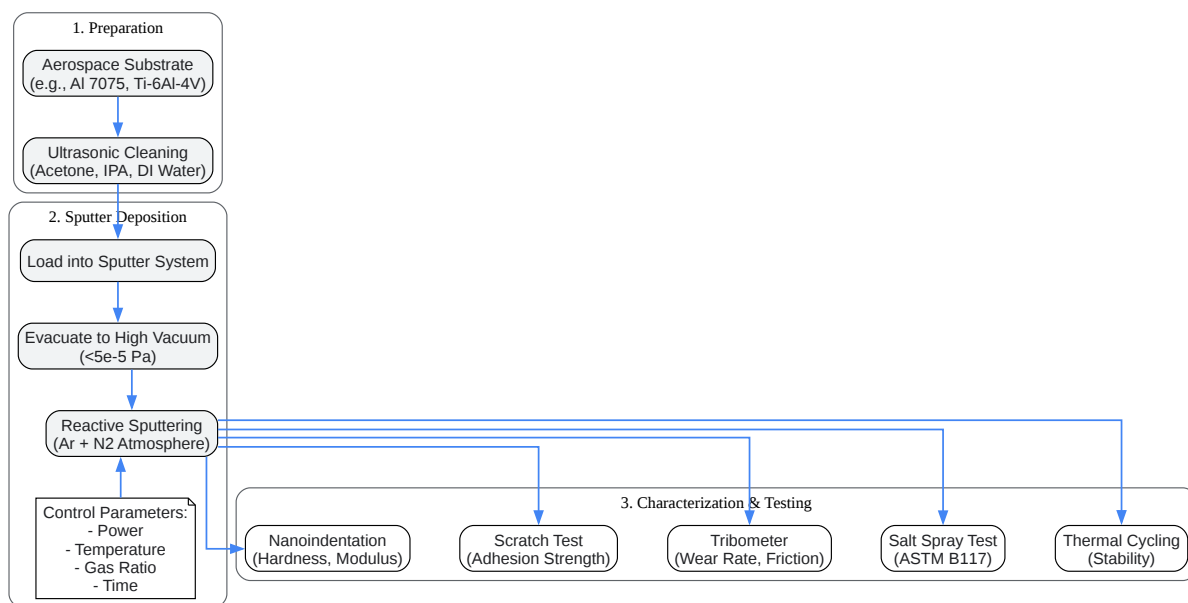 1. Preparation
Aerospace Substrate
(e.g., Al 7075, Ti-6Al-4V)
Ultrasonic Cleaning
(Acetone, IPA, DI Water)
2. Sputter Deposition
Load into Sputter System
Evacuate to High Vacuum
(<5e-5 Pa)
Reactive Sputtering
(Ar + N2 Atmosphere)
Control Parameters:
- Power
- Temperature
- Gas Ratio
- Time
3. Characterization & Testing
Nanoindentation
(Hardness, Modulus)
Scratch Test
(Adhesion Strength)
Tribometer
(Wear Rate, Friction)
Salt Spray Test
(ASTM B117)
Thermal Cycling
(Stability)